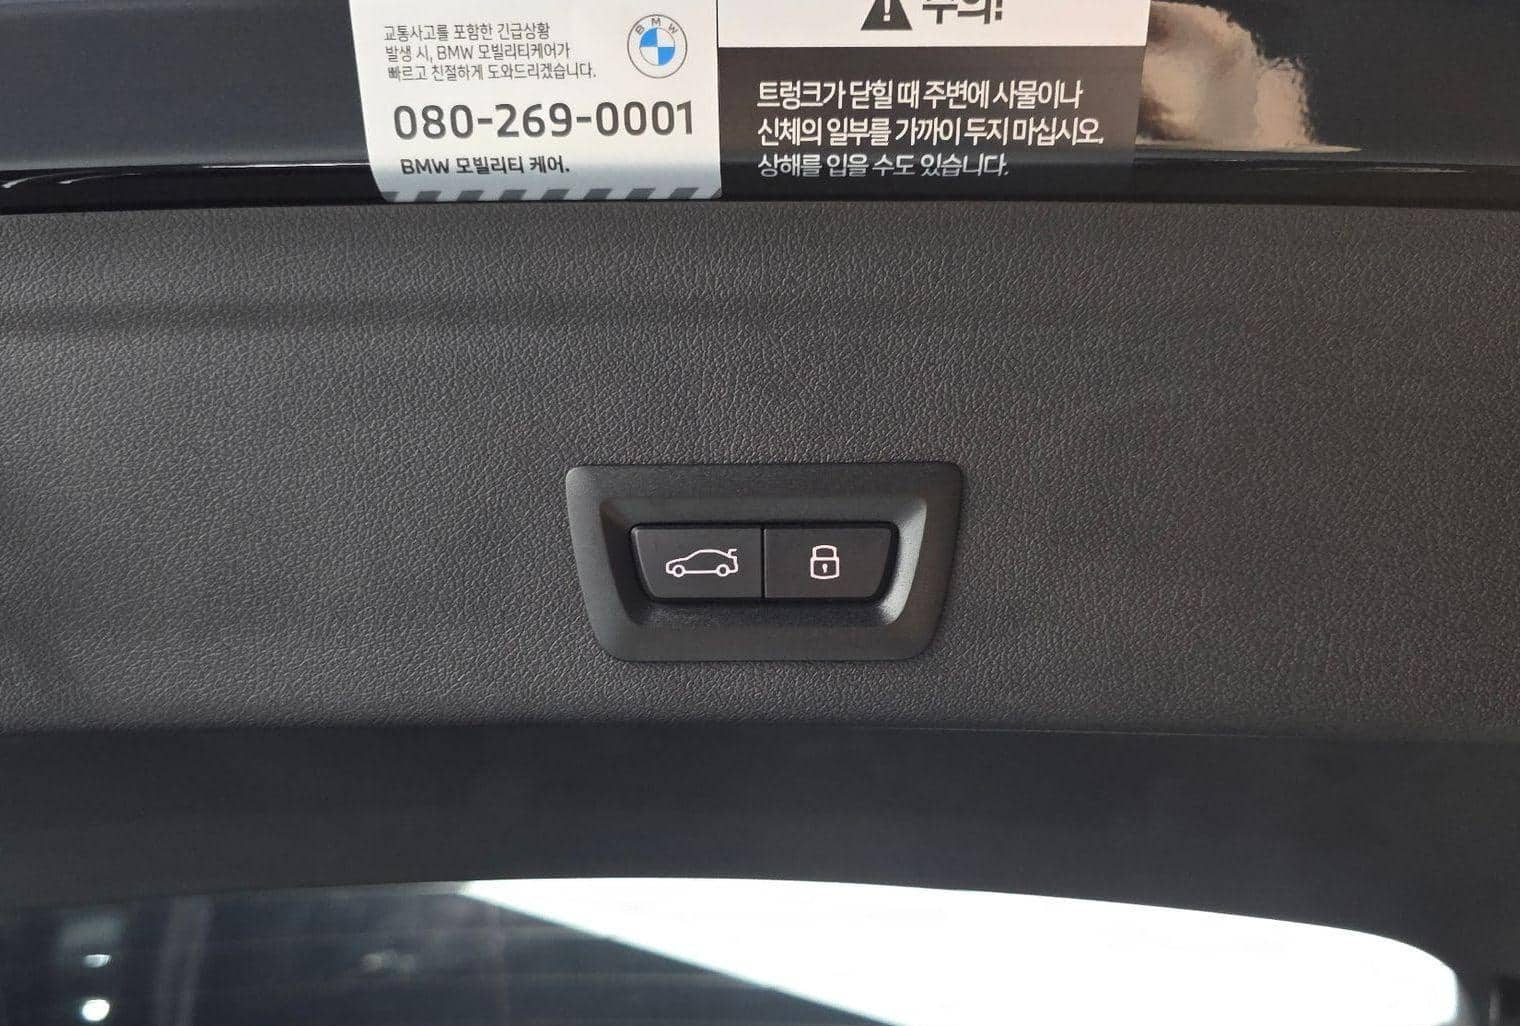 교통사고를 포함한 긴급상황
발생 시, BMW 모빌리티케어가
빠르고 친절하게 도와드리겠습니다.
BMW
080-269-0001
BMW 모빌리티 케어.
주의!
트렁크가 닫힐 때 주변에 사물이나
신체의 일부를 가까이 두지 마십시오.
상해를 입을 수도 있습니다.